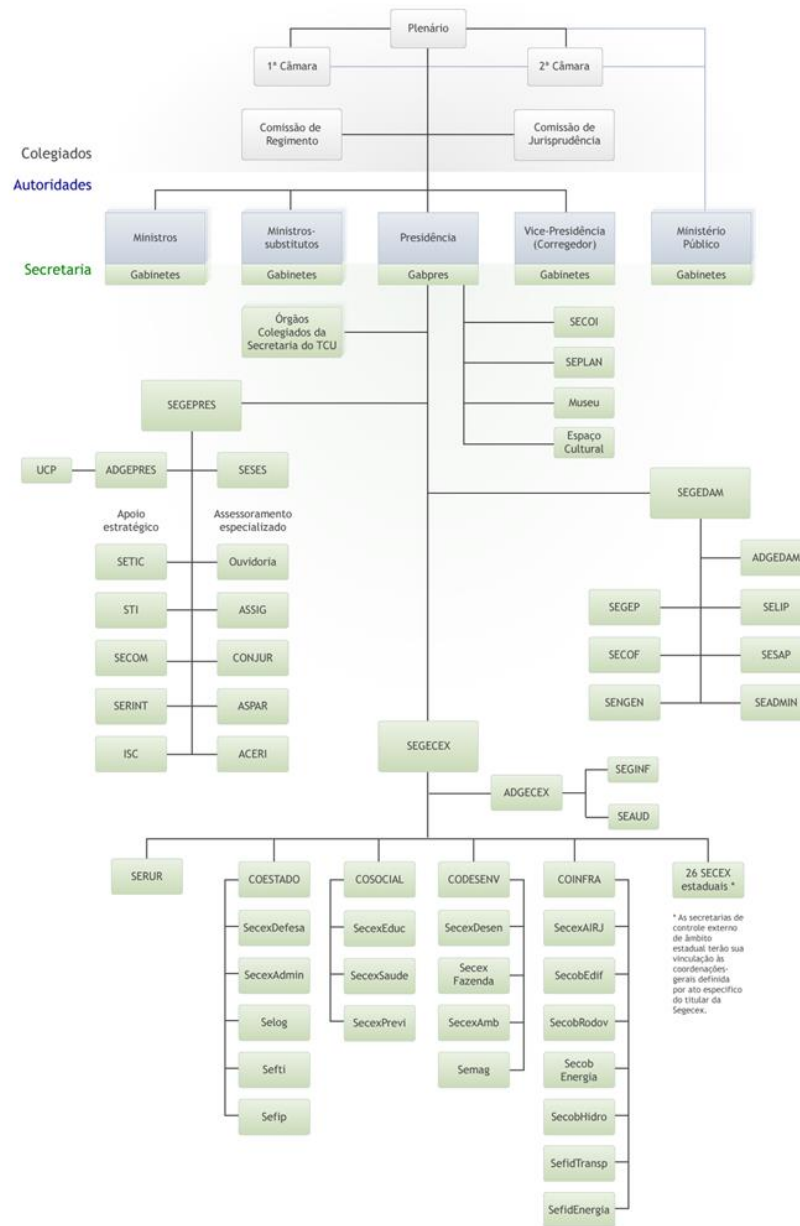 Plenário
1ª Câmara
2ª Câmara
Comissão de
Regimento
Comissão de
Jurisprudência
Colegiados
Autoridades
Ministros
Ministros-
substitutos
Presidência
Vice-Presidência
(Corregedor)
Ministério
Público
Secretaria
Gabinetes
Gabinetes
Gabpres
Gabinetes
Gabinetes
Órgãos
Colegiados da
Secretaria do TCU
SECOI
SEPLAN
Museu
Espaço
Cultural
SEGEPRES
UCP
ADGEPRES
SESES
Apoio
estratégico
Assessoramento
especializado
SETIC
Ouvidoria
STI
ASSIG
SECOM
CONJUR
SERINT
ASPAR
ISC
ACERI
SEGEDAM
ADGEDAM
SEGEP
SELIP
SECOF
SESAP
SENGEN
SEADMIN
SEGECEX
ADGECEX
SEGINF
SEAUD
SERUR
COESTADO
COSOCIAL
CODESENV
COINFRA
26 SECEX
estaduais *
SecexDefesa
SecexAdmin
Selog
Sefti
Sefip
SecexEduc
SecexSaude
SecexPrevi
SecexDesen
Secex
Fazenda
SecexAmb
Semag
SecexAIRJ
SecobEdif
SecobRodov
Secob
Energia
SecobHidro
SefidTransp
SefidEnergia
* As secretarias de
controle externo
de âmbito
estadual terão sua
vinculação às
coordenações-
gerais definida
por ato específico
do titular da
Segecex.